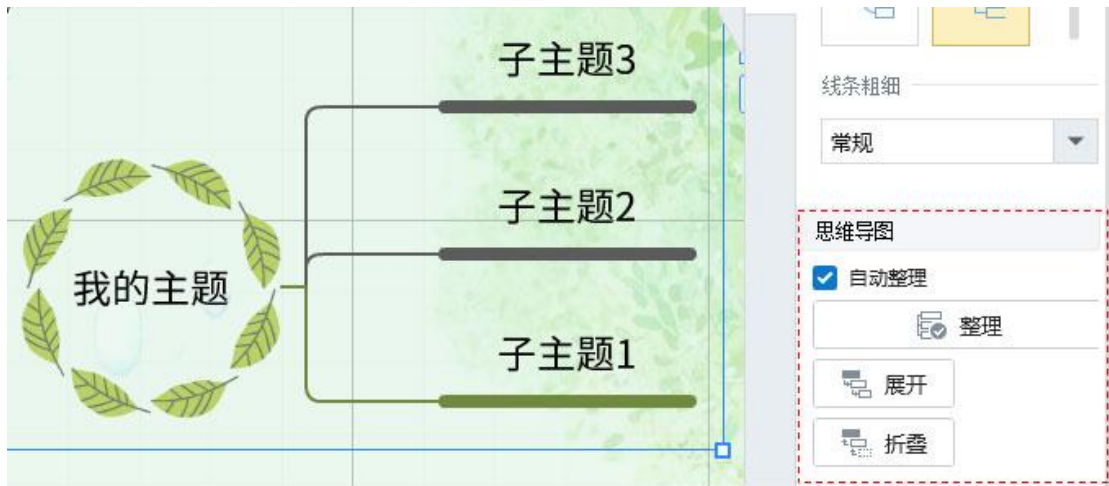 子主题3
子主题2
我的主题
子主题1
线条粗细
常规
思维导图
自动整理
整理
展开
折叠